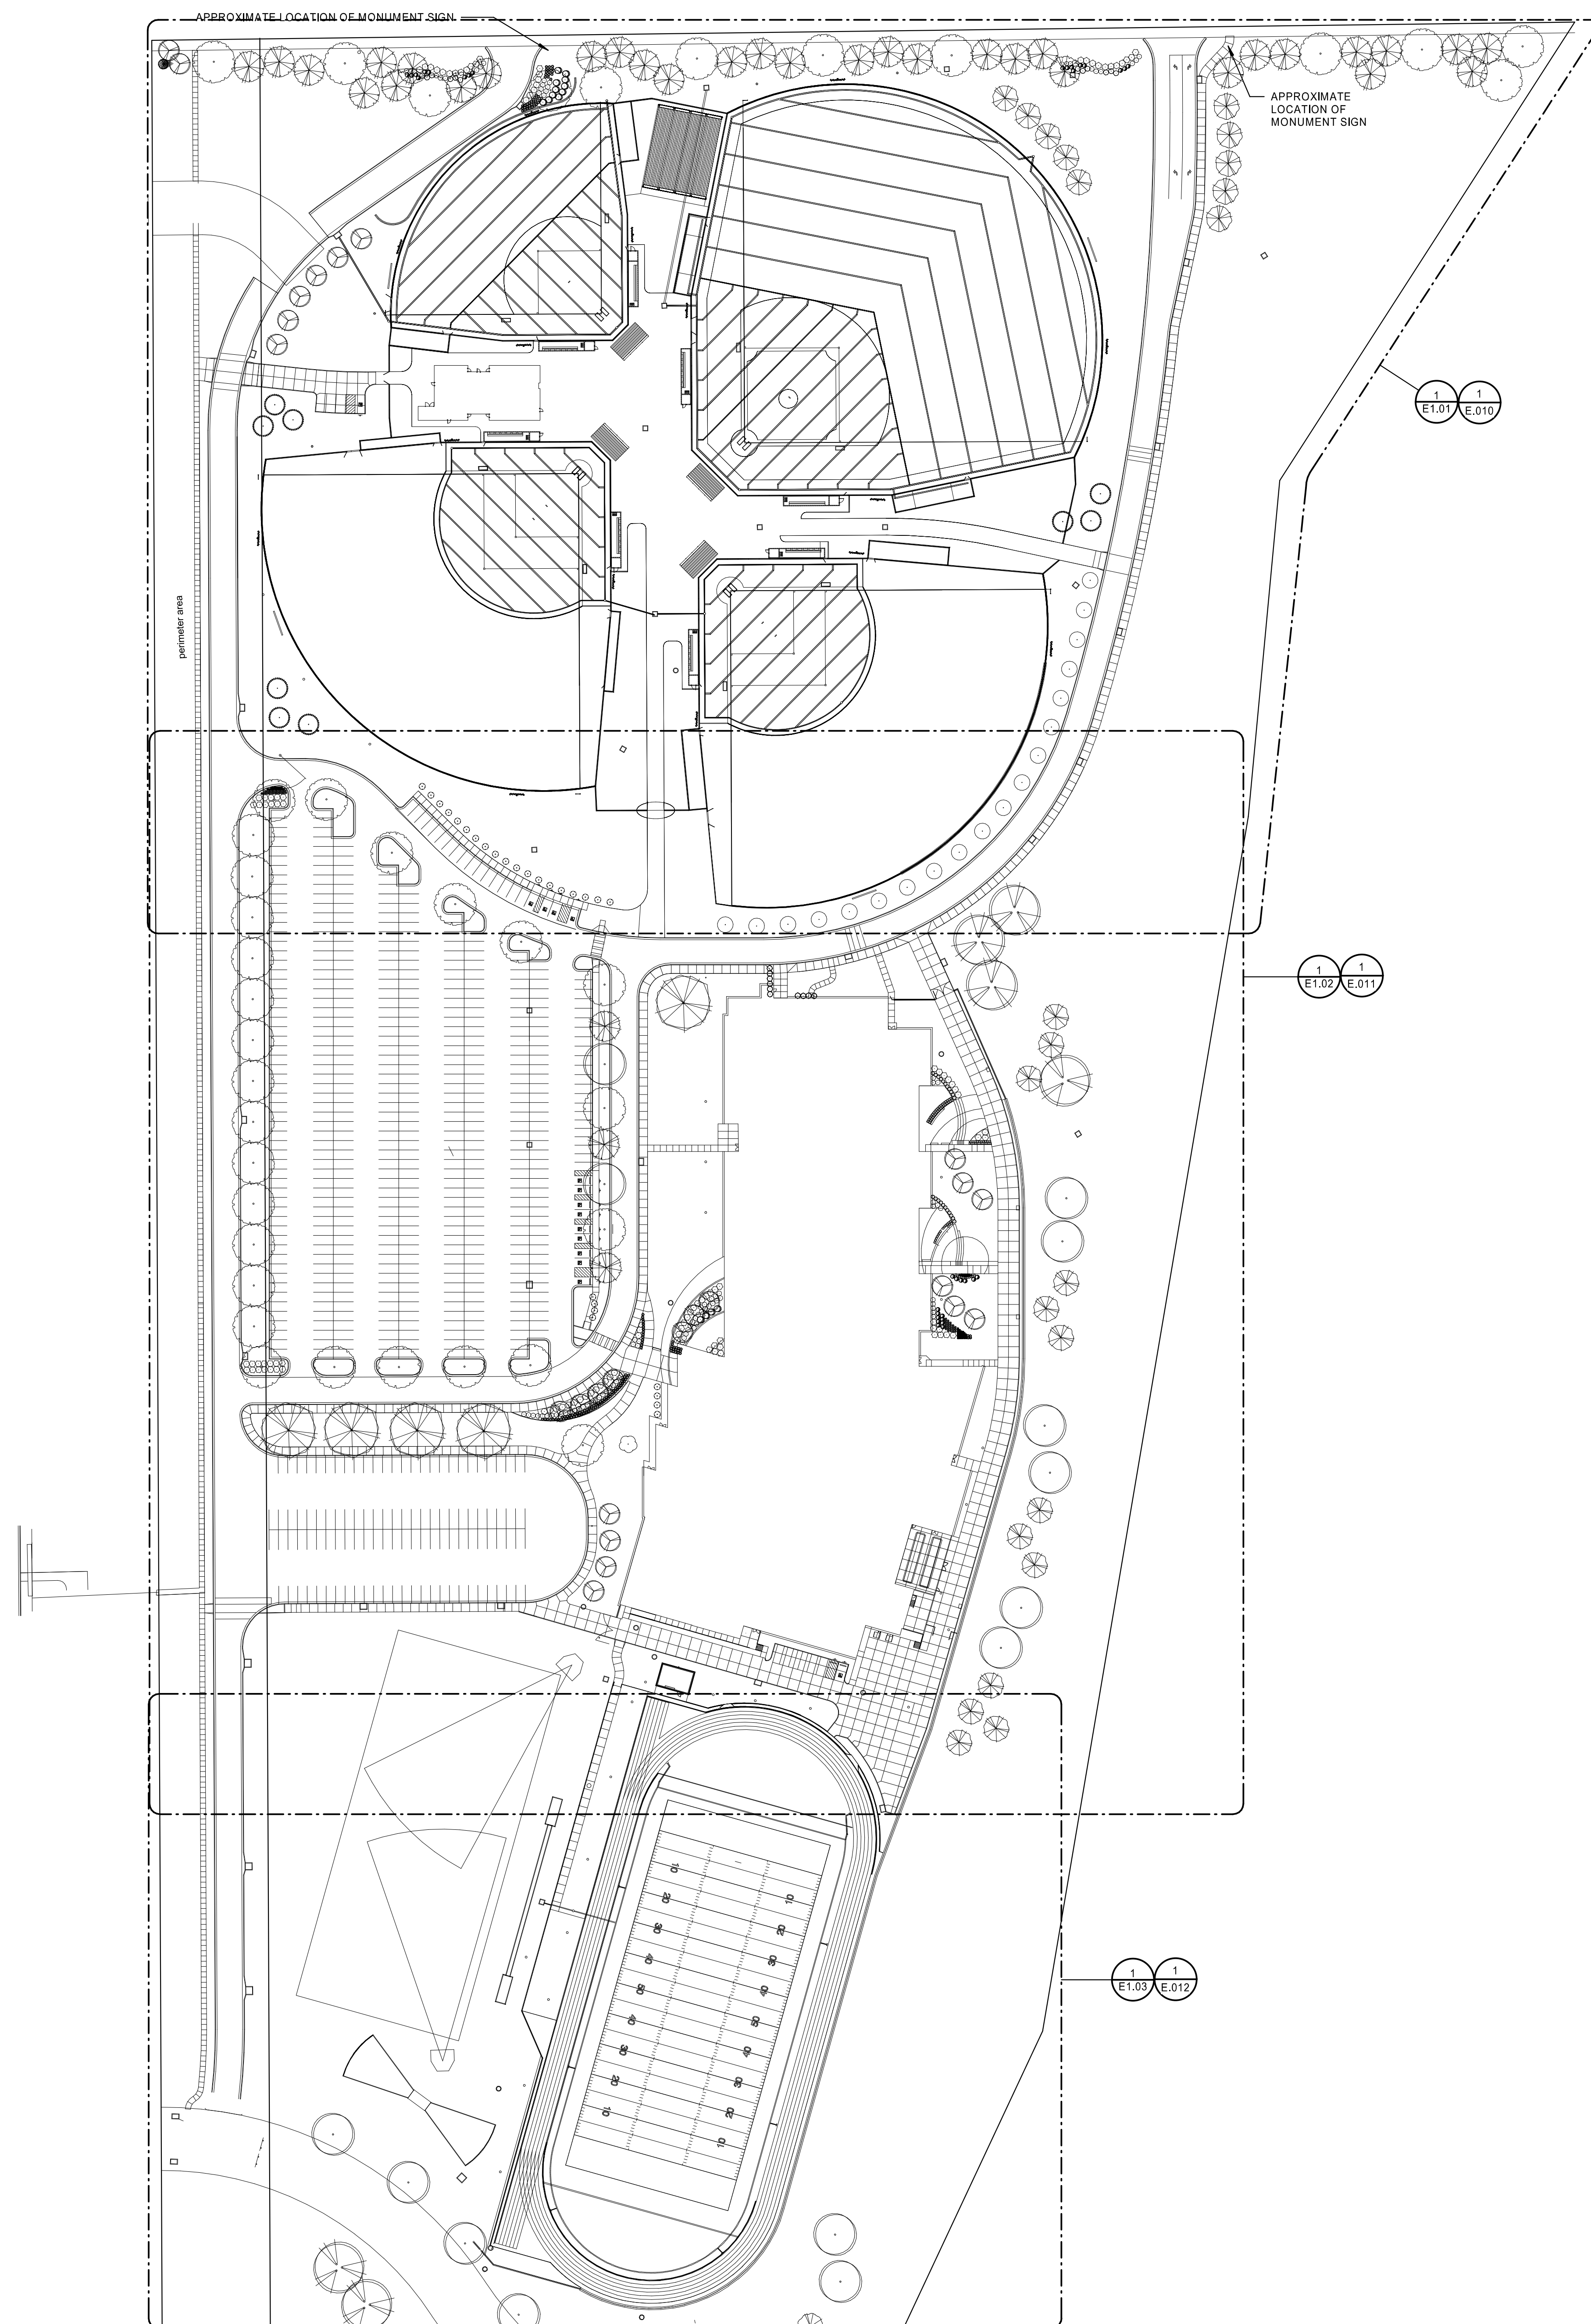 APPROXIMATE LOCATION OF MONUMENT SIGN
APPROXIMATE
LOCATION OF
MONUMENT SIGN
1
E1.01
1
E.010
perimeter area
1
E1.02
1
E.011
10
10
20
20
30
30
40
40
50
50
40
40
30
30
20
20
10
10
1
E1.03
1
E.012